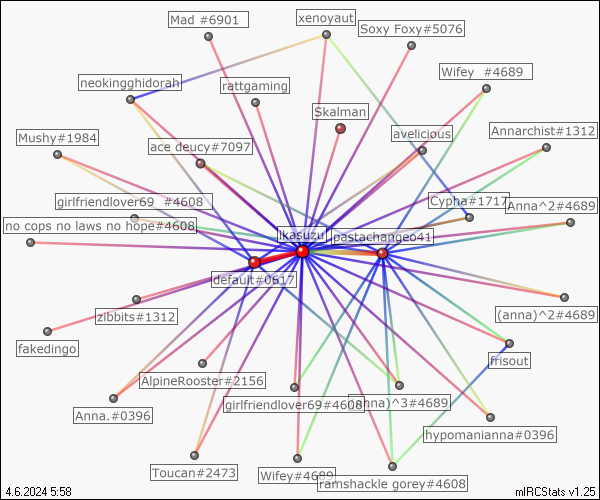 Mad #6901
xenoyaut
Soxy Foxy#5076
neokingghidorah
rattgaming
Wifey #4689
Skalman
Mushy#1984
ace deucy#7097
avelicious
Annarchist#1312
girlfriendlover69 #4608
Cypha#1717
Anna^2#4689
no cops no laws no hope#4608
ikasuzu
pastachangeo41
default#0617
zibbits#1312
(anna)^2#4689
fakedingo
frisout
AlpineRooster#2156
Anna.#0396
girlfriendlover69#4608
(anna)^3#4689
hypomanianna#0396
Toucan#2473
Wifey#4689
ramshackle gorey#4608
4.6.2024 5:58
mIRCStats v1.25